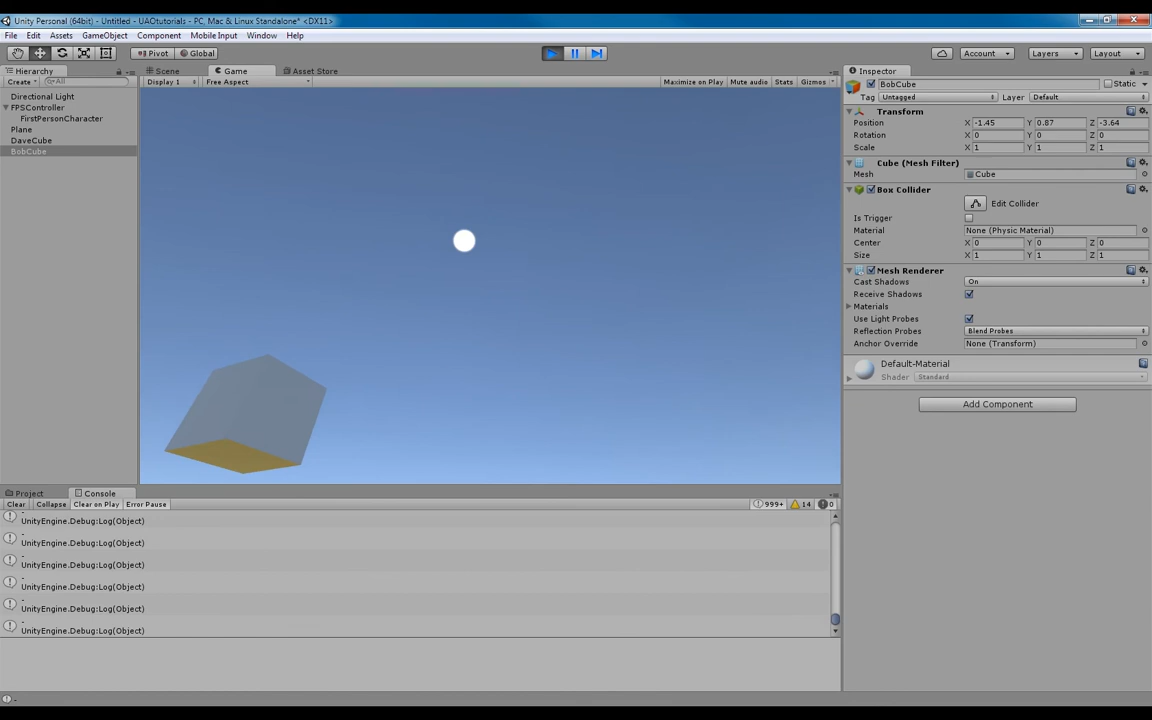 Unity Personal (64bit) - Untitled - UAOtutorials - PC, Mac & Linux Standalone* <DX11>
File Edit Assets GameObject Component Mobile Input Window Help
Pivot Global Account Layers Layout
Hierarchy
Create All
Directional Light
FPSController
FirstPersonCharacter
Plane
DaveCube
BobCube
Scene Game Asset Store
Display 1 Free Aspect Maximize on Play Mute audio Stats Gizmos
Inspector
BobCube Static
Tag Untagged Layer Default
Transform
Position X -1.45 Y 0.87 Z -3.64
Rotation X 0 Y 0 Z 0
Scale X 1 Y 1 Z 1
Cube (Mesh Filter)
Mesh Cube
Box Collider
Edit Collider
Is Trigger
Material None (Physic Material)
Center X 0 Y 0 Z 0
Size X 1 Y 1 Z 1
Mesh Renderer
Cast Shadows On
Receive Shadows
Materials
Use Light Probes
Reflection Probes Blend Probes
Anchor Override None (Transform)
Default-Material
Shader Standard
Add Component
Project Console
Clear Collapse Clear on Play Error Pause 999+ 14 0
-
UnityEngine.Debug:Log(Object)
-
UnityEngine.Debug:Log(Object)
-
UnityEngine.Debug:Log(Object)
-
UnityEngine.Debug:Log(Object)
-
UnityEngine.Debug:Log(Object)
-
UnityEngine.Debug:Log(Object)
-